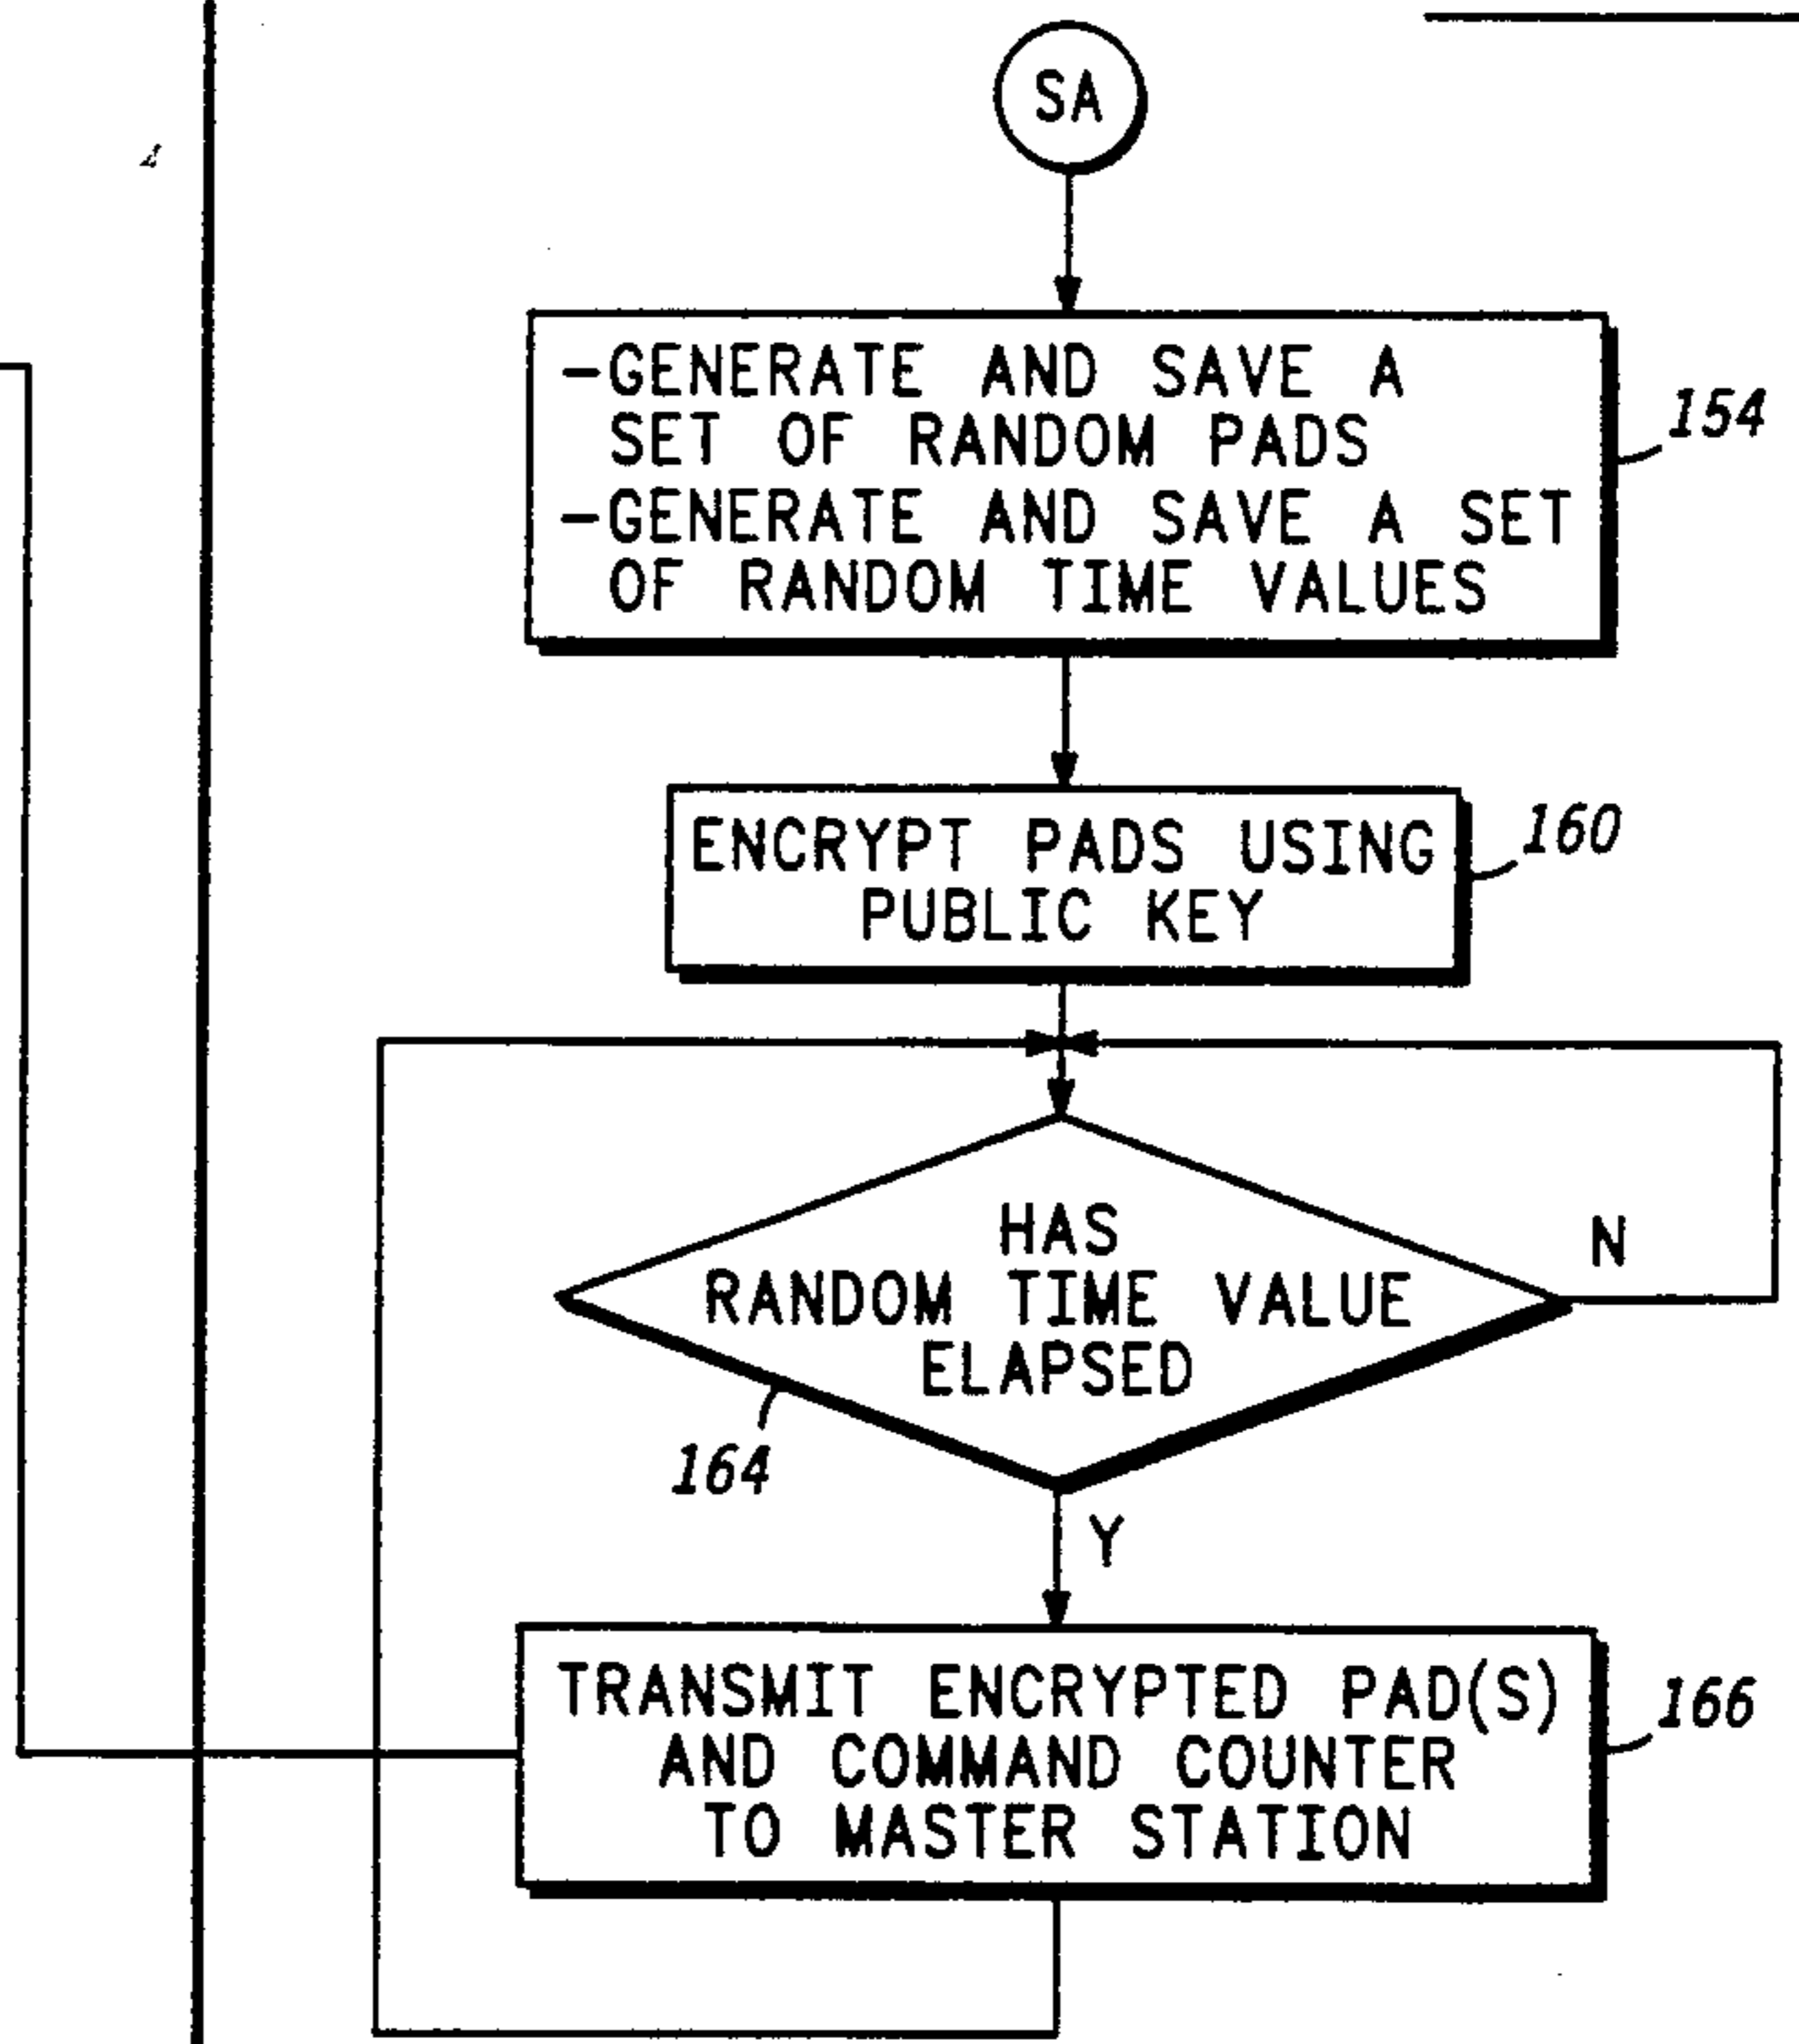 SA
-GENERATE AND SAVE A
SET OF RANDOM PADS
-GENERATE AND SAVE A SET
OF RANDOM TIME VALUES
154
ENCRYPT PADS USING
PUBLIC KEY
160
HAS
RANDOM TIME VALUE
ELAPSED
N
164
Y
TRANSMIT ENCRYPTED PAD(S)
AND COMMAND COUNTER
TO MASTER STATION
166